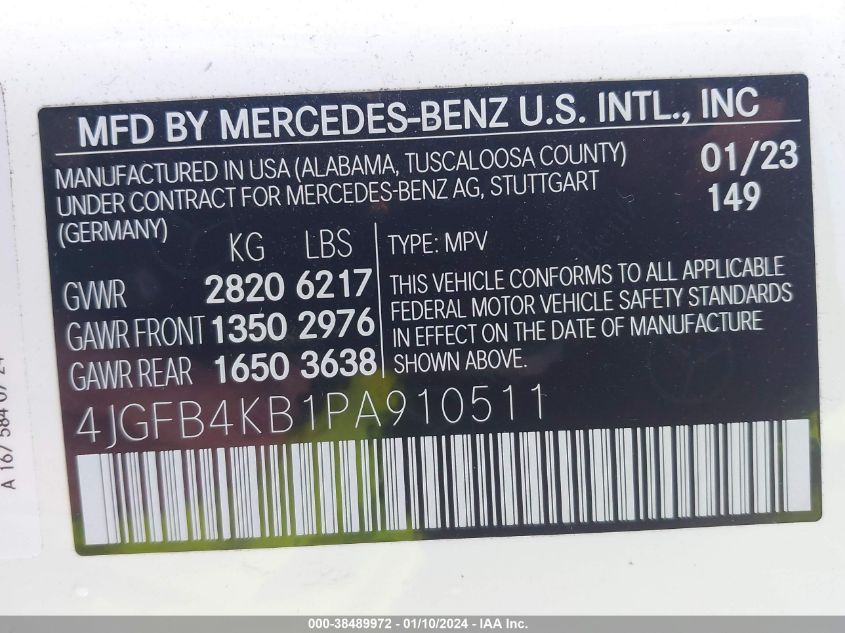 MFD BY MERCEDES-BENZ U.S. INTL., INC
MANUFACTURED IN USA (ALABAMA, TUSCALOOSA COUNTY)
UNDER CONTRACT FOR MERCEDES-BENZ AG, STUTTGART
(GERMANY)
01/23
149
KG LBS
GVWR 2820 6217
GAWR FRONT 1350 2976
GAWR REAR 1650 3638
TYPE: MPV
THIS VEHICLE CONFORMS TO ALL APPLICABLE
FEDERAL MOTOR VEHICLE SAFETY STANDARDS
IN EFFECT ON THE DATE OF MANUFACTURE
SHOWN ABOVE.
4JGFB4KB1PA910511
A 167 584 07 24
000-38489972 - 01/10/2024 - IAA Inc.